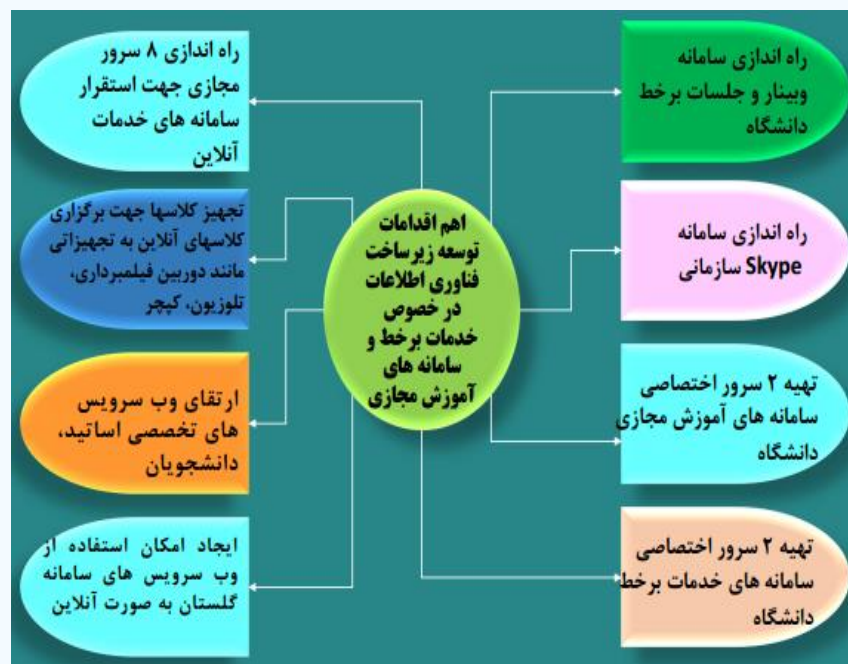 اهم اقدامات
توسعه زیرساخت
فناوری اطلاعات
در خصوص
خدمات برخط و
سامانه های
آموزش مجازی
راه اندازی سامانه
وبینار و جلسات برخط
دانشگاه
راه اندازی سامانه
Skype سازمانی
تهیه ۲ سرور اختصاصی
سامانه های آموزش مجازی
دانشگاه
تهیه ۲ سرور اختصاصی
سامانه های خدمات برخط
دانشگاه
راه اندازی ۸ سرور
مجازی جهت استقرار
سامانه های خدمات
آنلاین
تجهیز کلاسها جهت برگزاری
کلاسهای آنلاین به تجهیزاتی
مانند دوربین فیلمبرداری،
تلوزیون، کپچر
ارتقای وب سرویس
های تخصصی اساتید،
دانشجویان
ایجاد امکان استفاده از
وب سرویس های سامانه
گلستان به صورت آنلاین